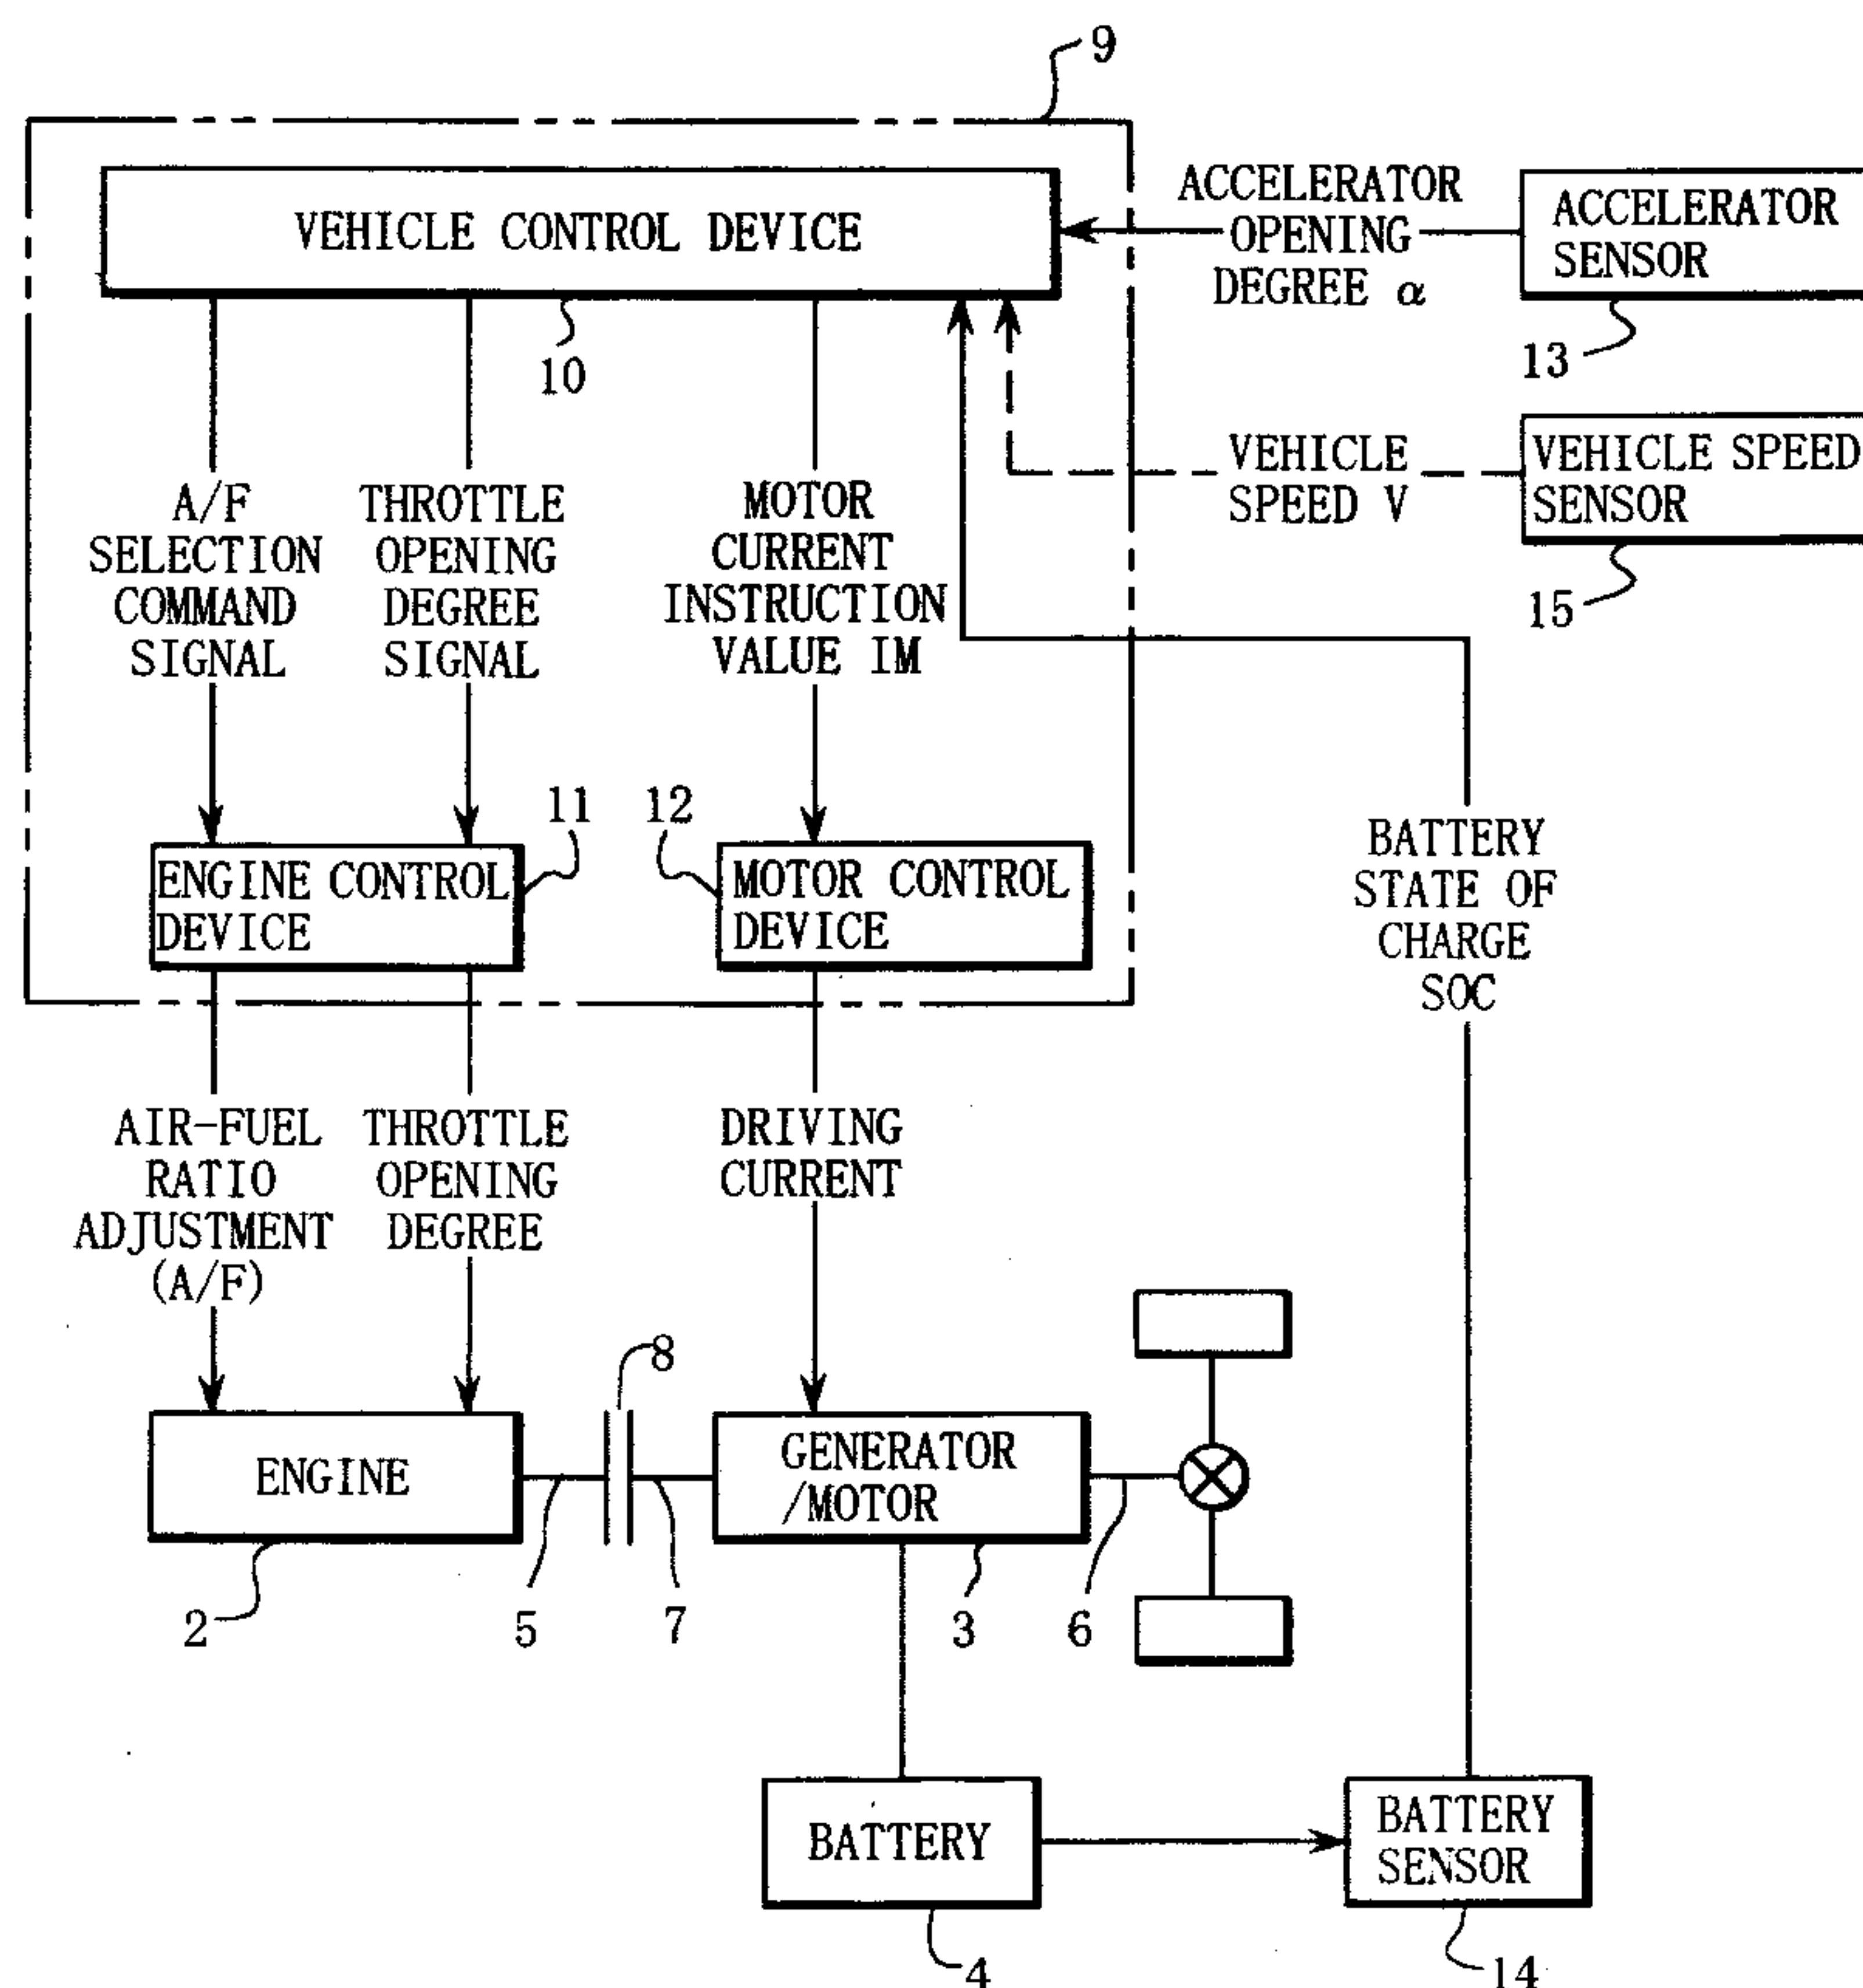 9
VEHICLE CONTROL DEVICE
10
ACCELERATOR
OPENING
DEGREE α
ACCELERATOR
SENSOR
13
VEHICLE
SPEED V
VEHICLE SPEED
SENSOR
15
A/F
SELECTION
COMMAND
SIGNAL
THROTTLE
OPENING
DEGREE
SIGNAL
MOTOR
CURRENT
INSTRUCTION
VALUE IM
11
12
ENGINE CONTROL
DEVICE
MOTOR CONTROL
DEVICE
BATTERY
STATE OF
CHARGE
SOC
AIR-FUEL
RATIO
ADJUSTMENT
(A/F)
THROTTLE
OPENING
DEGREE
DRIVING
CURRENT
8
ENGINE
GENERATOR
/MOTOR
2
5
7
3
6
BATTERY
BATTERY
SENSOR
4
14